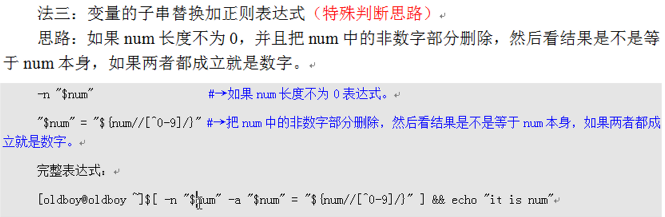 法三：变量的子串替换加正则表达式（特殊判断思路）
思路：如果 num 长度不为 0，并且把 num 中的非数字部分删除，然后看结果是不是等
于 num 本身，如果两者都成立就是数字。
-n "$num" #→如果 num 长度不为 0 表达式。
"$num" = "${num//[^0-9]/}" #→把 num 中的非数字部分删除，然后看结果是不是等于 num 本身，如果两者都成
立就是数字。
完整表达式：
[oldboy@oldboy ~]$[ -n "$num" -a "$num" = "${num//[^0-9]/}" ] && echo "it is num"